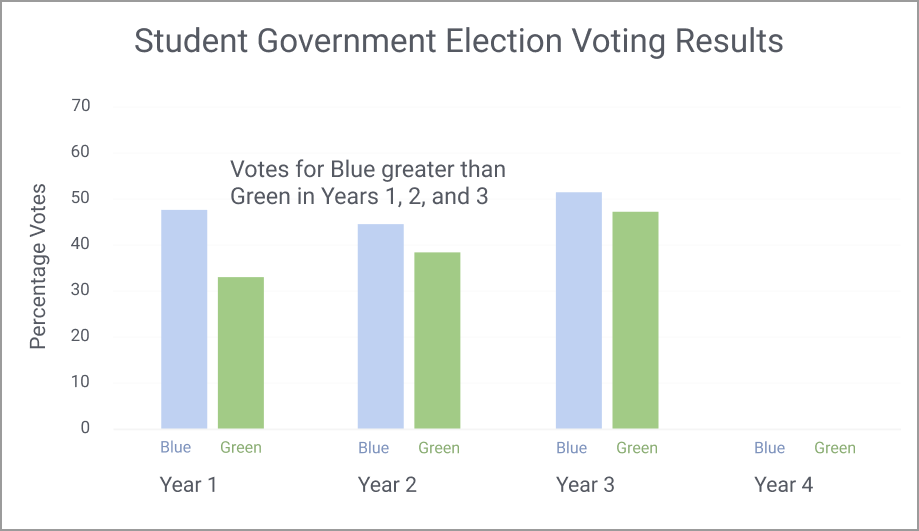 Student Government Election Voting Results
Percentage Votes
70
60
50
40
30
20
10
0
Votes for Blue greater than
Green in Years 1, 2, and 3
Blue Green Blue Green Blue Green Blue Green
Year 1 Year 2 Year 3 Year 4